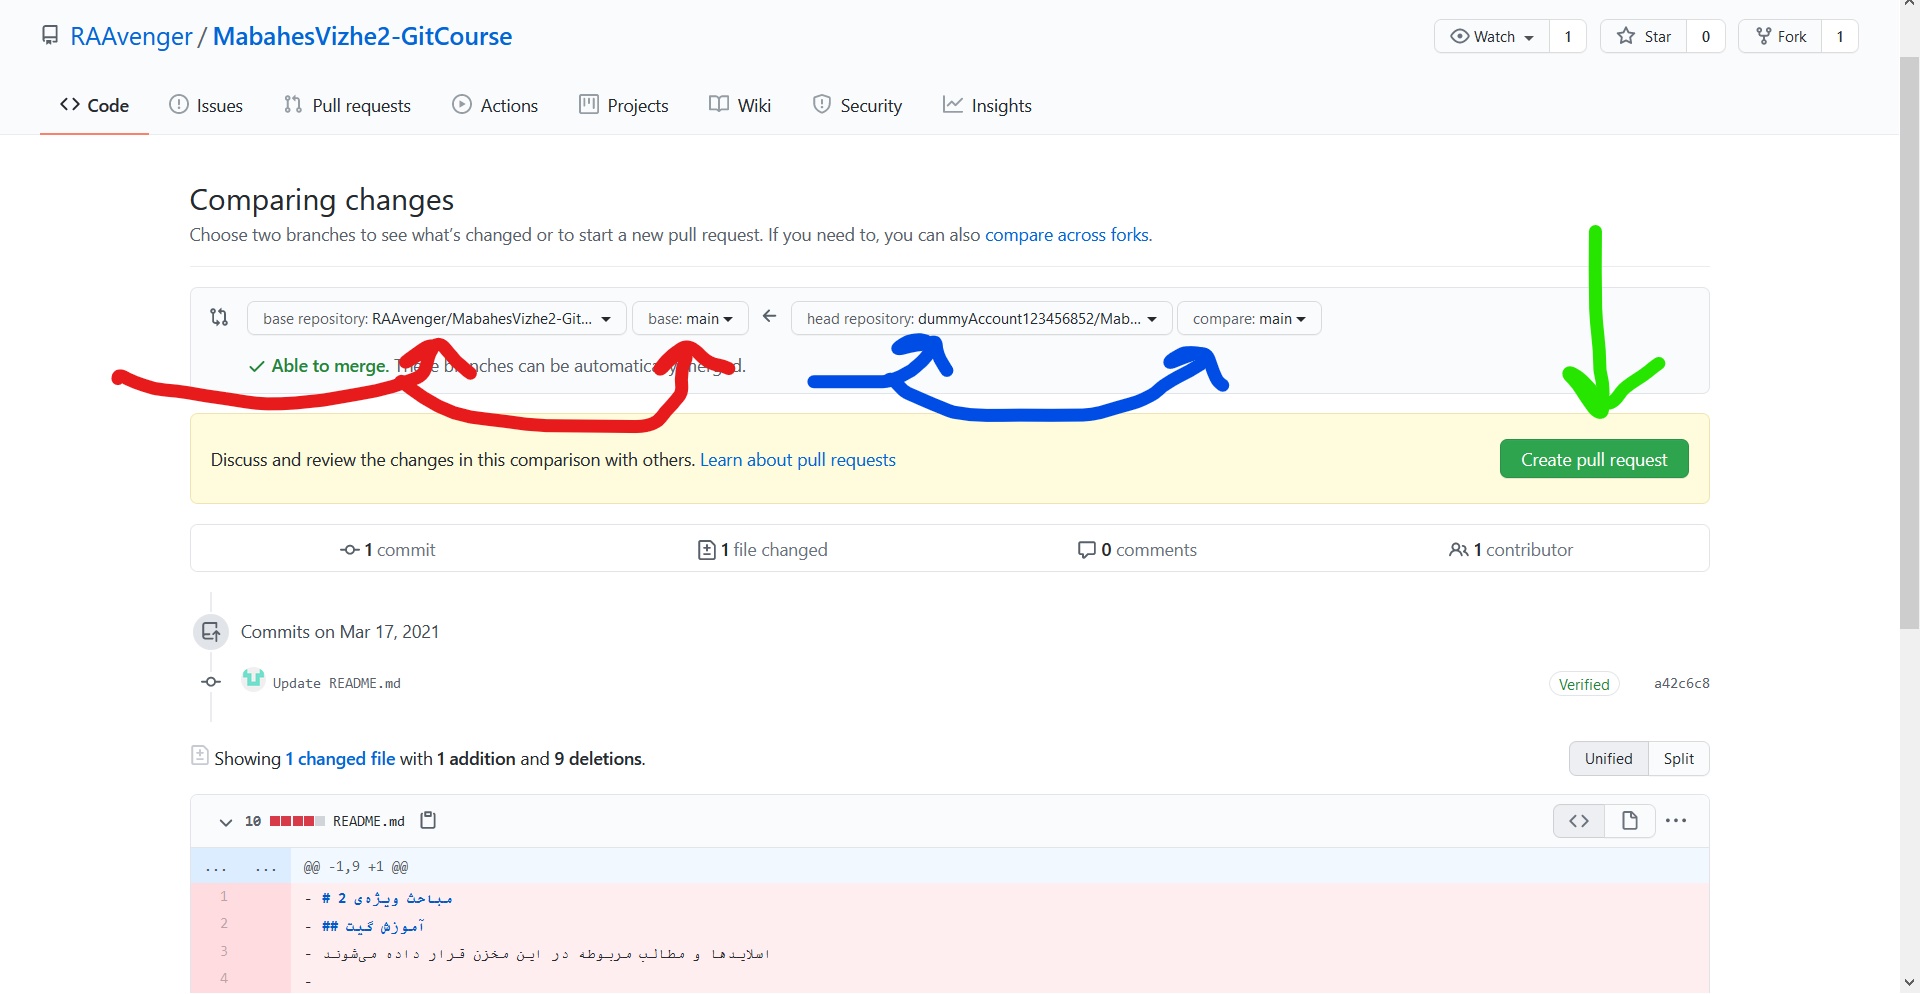 RAAvenger / MabahesVizhe2-GitCourse
Watch 1 Star 0 Fork 1
Code Issues Pull requests Actions Projects Wiki Security Insights
Comparing changes
Choose two branches to see what's changed or to start a new pull request. If you need to, you can also compare across forks.
base repository: RAAvenger/MabahesVizhe2-Git... base: main head repository: dummyAccount123456852/Mab... compare: main
Able to merge. These branches can be automatically merged.
Discuss and review the changes in this comparison with others. Learn about pull requests
Create pull request
1 commit 1 file changed 0 comments 1 contributor
Commits on Mar 17, 2021
Update README.md Verified a42c6c8
Showing 1 changed file with 1 addition and 9 deletions.
Unified Split
10 README.md
... ... @@ -1,9 +1 @@
1 - # مباحث ویژه‌ی 2
2 - ## آموزش گیت
3 - اسلایدها و مطالب مربوطه در این مخزن قرار داده می‌شوند
4 -